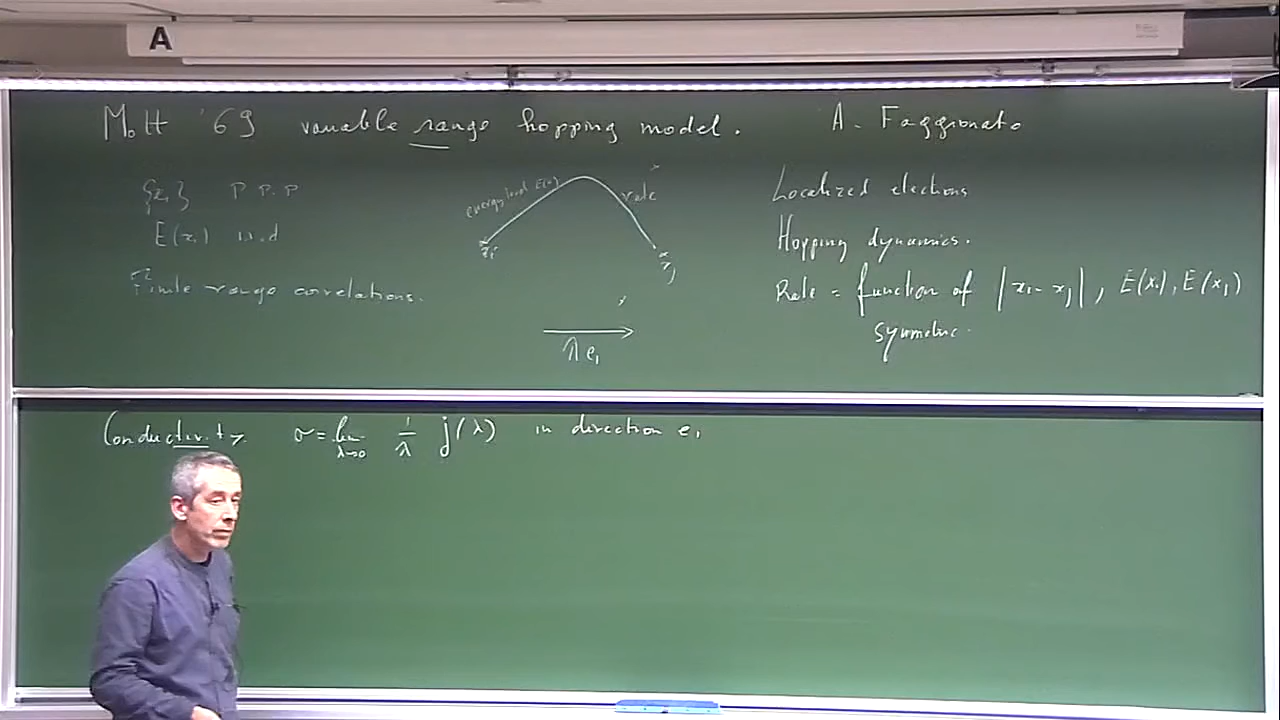 A
Mott '69 variable range hopping model. A. Faggionato
{x_i} P.P.P
E(x_i) i.i.d
Finite range correlations.
energy level E(x_i)
rate
x_i
x_j
λ e_1
Localized electrons
Hopping dynamics.
Rate = function of |x_i - x_j|, E(x_i), E(x_j)
symmetric.
Conductivity σ = lim_{λ→0} 1/λ j(λ) in direction e_1